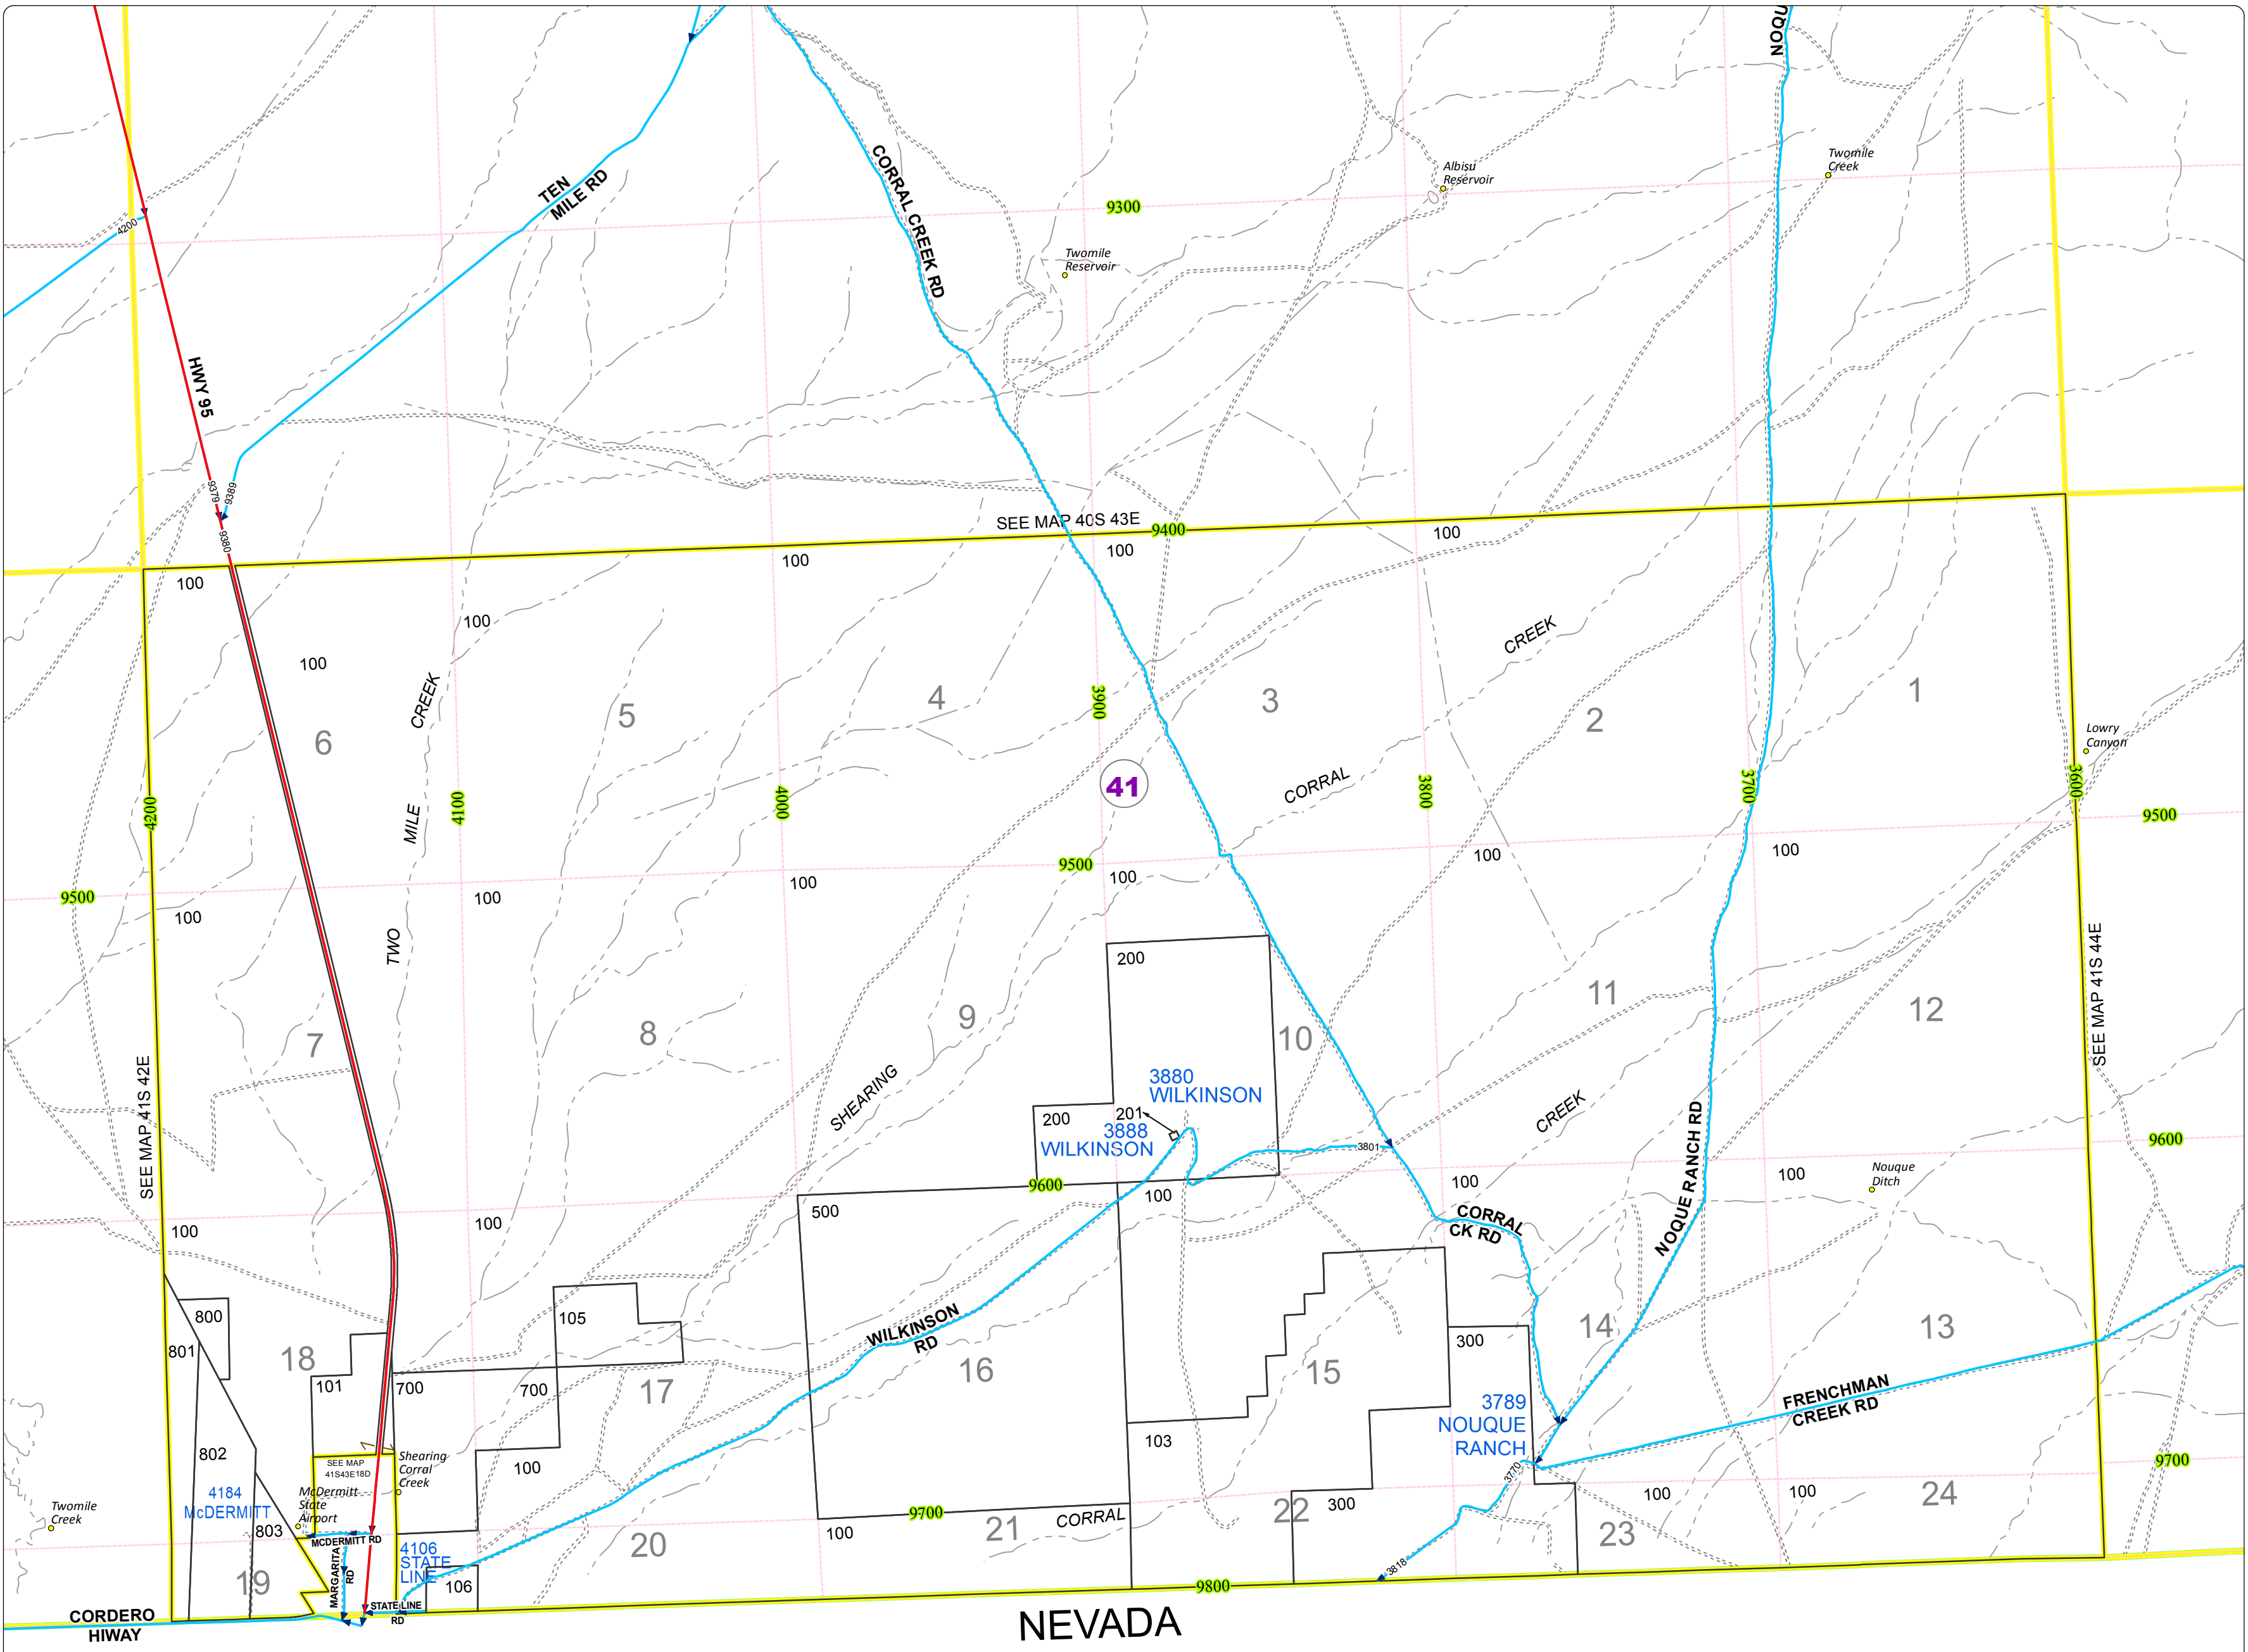 NOQU
TEN
MILE RD
CORRAL CREEK RD
Albisu
Reservoir
Twomile
Creek
9300
4200
Twomile
Reservoir
HWY 95
9379
9389
9380
SEE MAP 40S 43E
9400
100
100
100
100
100
100
CREEK
CREEK
6
5
4
3
2
1
3900
Lowry
Canyon
41
CORRAL
4200
4100
4000
3800
3700
3600
MILE
9500
9500
9500
100
100
100
100
100
100
TWO
200
SEE MAP 41S 44E
7
8
9
10
11
12
SEE MAP 41S 42E
SHEARING
CREEK
3880
WILKINSON
200
201
3888
WILKINSON
3801
9600
9600
NOQUE RANCH RD
Nouque
Ditch
100
100
100
100
100
500
CORRAL
CK RD
800
801
105
WILKINSON
RD
18
101
700
700
17
16
15
300
14
13
3789
NOUQUE
RANCH
FRENCHMAN
CREEK RD
802
103
SEE MAP
41S43E18D
Shearing
Corral
Creek
100
9700
3770
4184
McDERMITT
McDermitt
State
Airport
Twomile
Creek
803
9700
100
21
CORRAL
22
300
100
100
24
23
MCDERMITT RD
MARGARITA
RD
4106
STATE
LINE
20
19
106
3818
9800
STATE LINE
RD
CORDERO
HIWAY
NEVADA